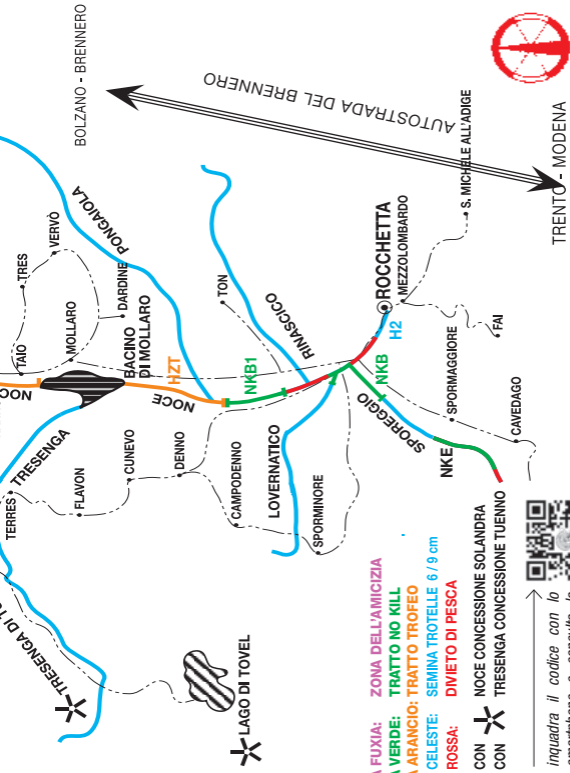 BOLZANO - BRENNERO
AUTOSTRADA DEL BRENNERO
TRENTO - MODENA
S. MICHELE ALL'ADIGE
PONGAIOLA
VERVÒ
TRES
TAIO
MOLLARO
DARDINE
BACINO
DI MOLLARO
HZT
NOCE
TON
RINASCICO
NKB1
ROCCHETTA
MEZZOLOMBARDO
H2
FAI
NKB
SPOREGGIO
SPORMAGGIORE
CAVEDAGO
NKE
TRESENGA
TERRES
FLAVON
CUNEVO
DENNO
CAMPODENNO
LOVERNATICO
SPORMINORE
TRESENGA DI
LAGO DI TOVEL
FUXIA: ZONA DELL'AMICIZIA
VERDE: TRATTO NO KILL
ARANCIO: TRATTO TROFEO
CELESTE: SEMINA TROTELLE 6 / 9 cm
ROSSA: DIVIETO DI PESCA
CON NOCE CONCESSIONE SOLANDRA
CON TRESENGA CONCESSIONE TUENNO
inquadra il codice con lo